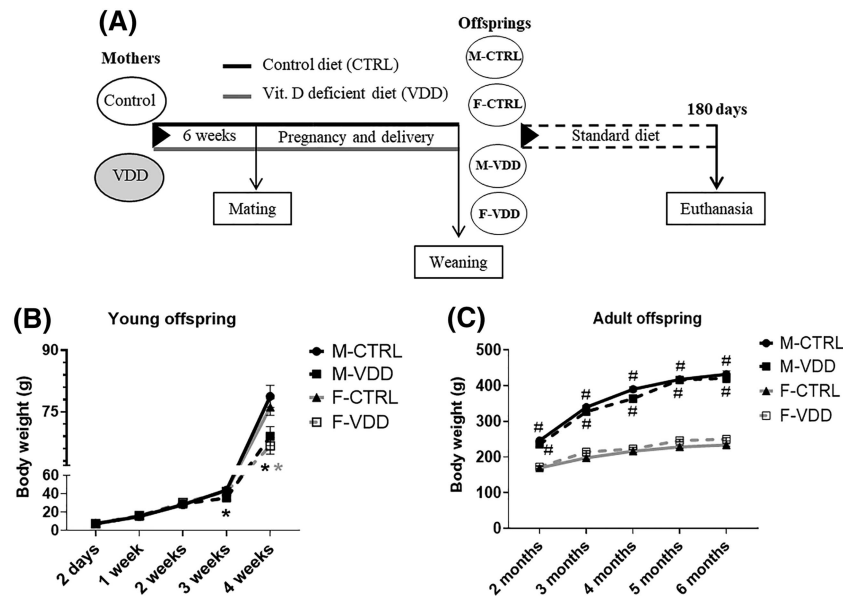 (A)
Offsprings
Mothers
M-CTRL
Control diet (CTRL)
Vit. D deficient diet (VDD)
Control
F-CTRL
180 days
6 weeks
Pregnancy and delivery
Standard diet
VDD
M-VDD
Mating
F-VDD
Euthanasia
Weaning
(B)
Young offspring
Body weight (g)
90
75
60
40
20
0
* *
*
2 days
1 week
2 weeks
3 weeks
4 weeks
M-CTRL
M-VDD
F-CTRL
F-VDD
(C)
Adult offspring
Body weight (g)
500
400
300
200
100
0
# # # # #
# # # # #
2 months
3 months
4 months
5 months
6 months
M-CTRL
M-VDD
F-CTRL
F-VDD